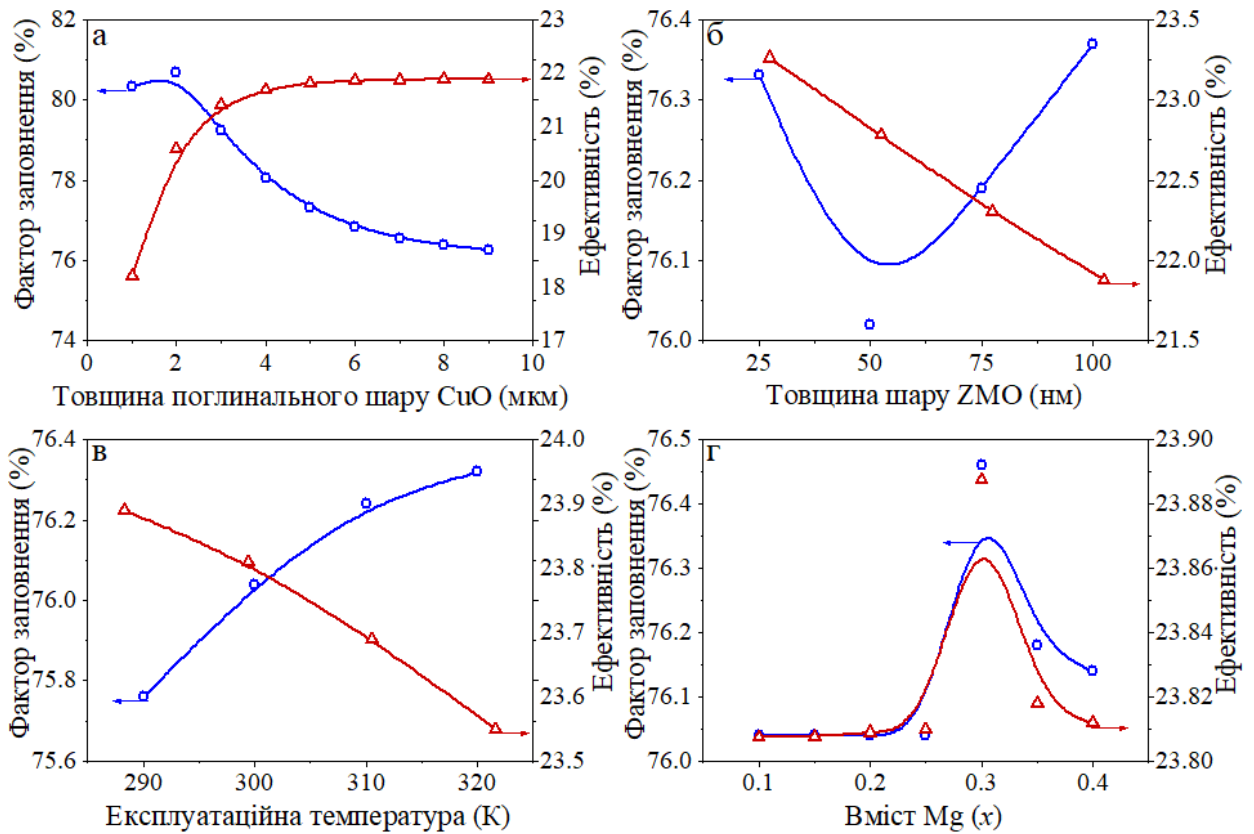 а
Фактор заповнення (%)
82
80
78
76
74
23
22
21
20
19
18
17
Ефективність (%)
0 2 4 6 8 10
Товщина поглинального шару CuO (мкм)
б
Фактор заповнення (%)
76.4
76.3
76.2
76.1
76.0
23.5
23.0
22.5
22.0
21.5
Ефективність (%)
25 50 75 100
Товщина шару ZMO (нм)
в
Фактор заповнення (%)
76.4
76.2
76.0
75.8
75.6
24.0
23.9
23.8
23.7
23.6
23.5
Ефективність (%)
290 300 310 320
Експлуатаційна температура (К)
г
Фактор заповнення (%)
76.5
76.4
76.3
76.2
76.1
76.0
23.90
23.88
23.86
23.84
23.82
23.80
Ефективність (%)
0.1 0.2 0.3 0.4
Вміст Mg (x)